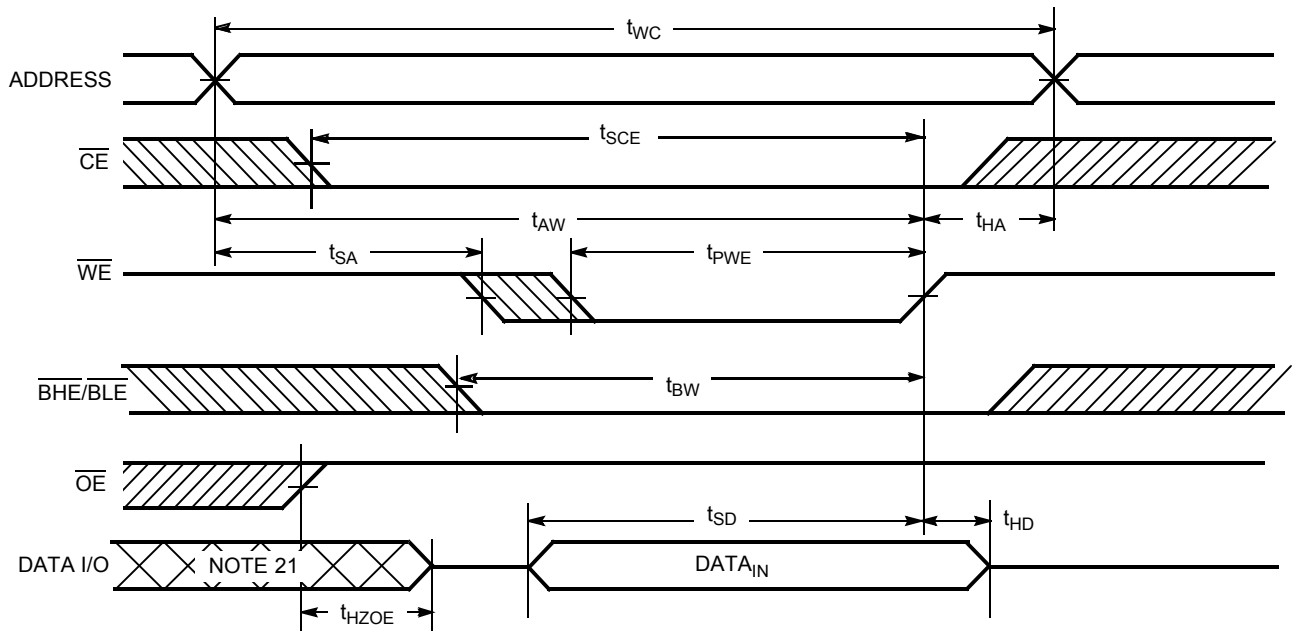 tWC
ADDRESS
tSCE
CE
tAW
tHA
tSA
tPWE
WE
tBW
BHE/BLE
OE
tSD
tHD
DATA I/O
NOTE 21
DATAIN
tHZOE